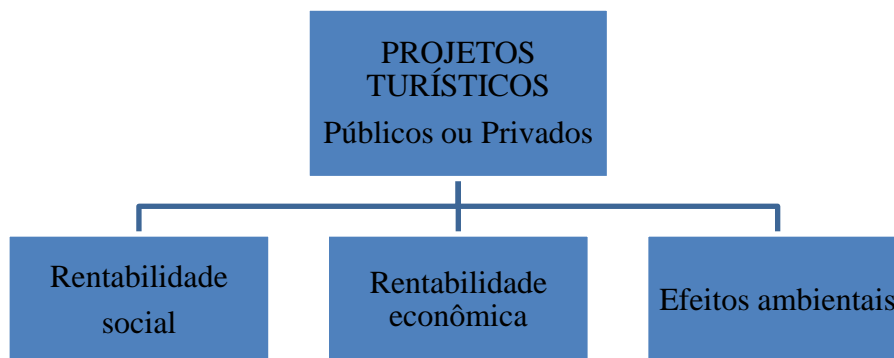 PROJETOS
TURÍSTICOS
Públicos ou Privados
Rentabilidade
social
Rentabilidade
econômica
Efeitos ambientais